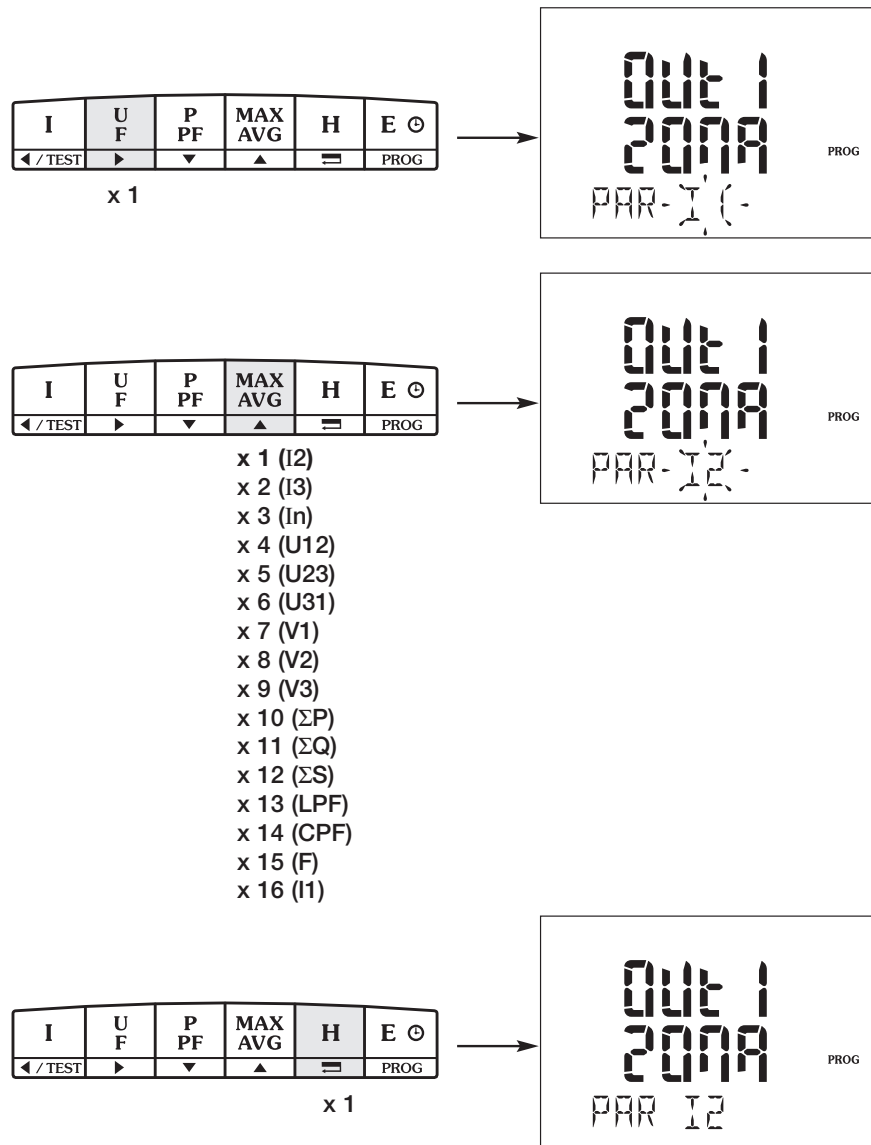 Out 1
I U F P PF MAX AVG H E
20mA
/ TEST PROG
PROG
x 1
PAR I1
Out 1
I U F P PF MAX AVG H E
20mA
/ TEST PROG
PROG
x 1 (I2)
PAR I2
x 2 (I3)
x 3 (In)
x 4 (U12)
x 5 (U23)
x 6 (U31)
x 7 (V1)
x 8 (V2)
x 9 (V3)
x 10 (ΣP)
x 11 (ΣQ)
x 12 (ΣS)
x 13 (LPF)
x 14 (CPF)
x 15 (F)
x 16 (I1)
Out 1
I U F P PF MAX AVG H E
20mA
/ TEST PROG
PROG
x 1
PAR I2